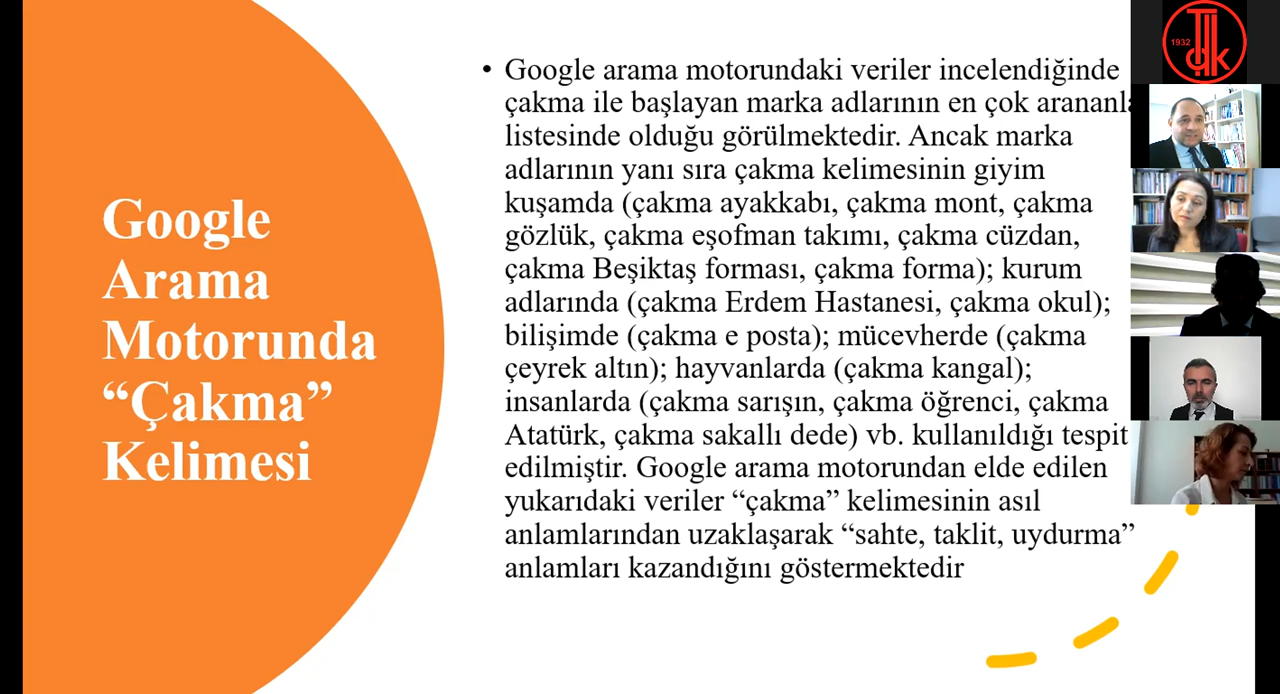 Google
Arama
Motorunda
“Çakma”
Kelimesi
• Google arama motorundaki veriler incelendiğinde
çakma ile başlayan marka adlarının en çok
listesinde olduğu görülmektedir. Ancak marka
adlarının yanı sıra çakma kelimesinin giyim
kuşamda (çakma ayakkabı, çakma mont, çakma
gözlük, çakma eşofman takımı, çakma cüzdan,
çakma Beşiktaş forması, çakma forma); kurum
adlarında (çakma Erdem Hastanesi, çakma okul);
bilişimde (çakma e posta); mücevherde (çakma
çeyrek altın); hayvanlarda (çakma kangal);
insanlarda (çakma sarışın, çakma öğrenci, çakma
Atatürk, çakma sakallı dede) vb. kullanıldığı tespit
edilmiştir. Google arama motorundan elde edilen
yukarıdaki veriler “çakma” kelimesinin asıl
anlamlarından uzaklaşarak “sahte, taklit, uydurma”
anlamları kazandığını göstermektedir
1932